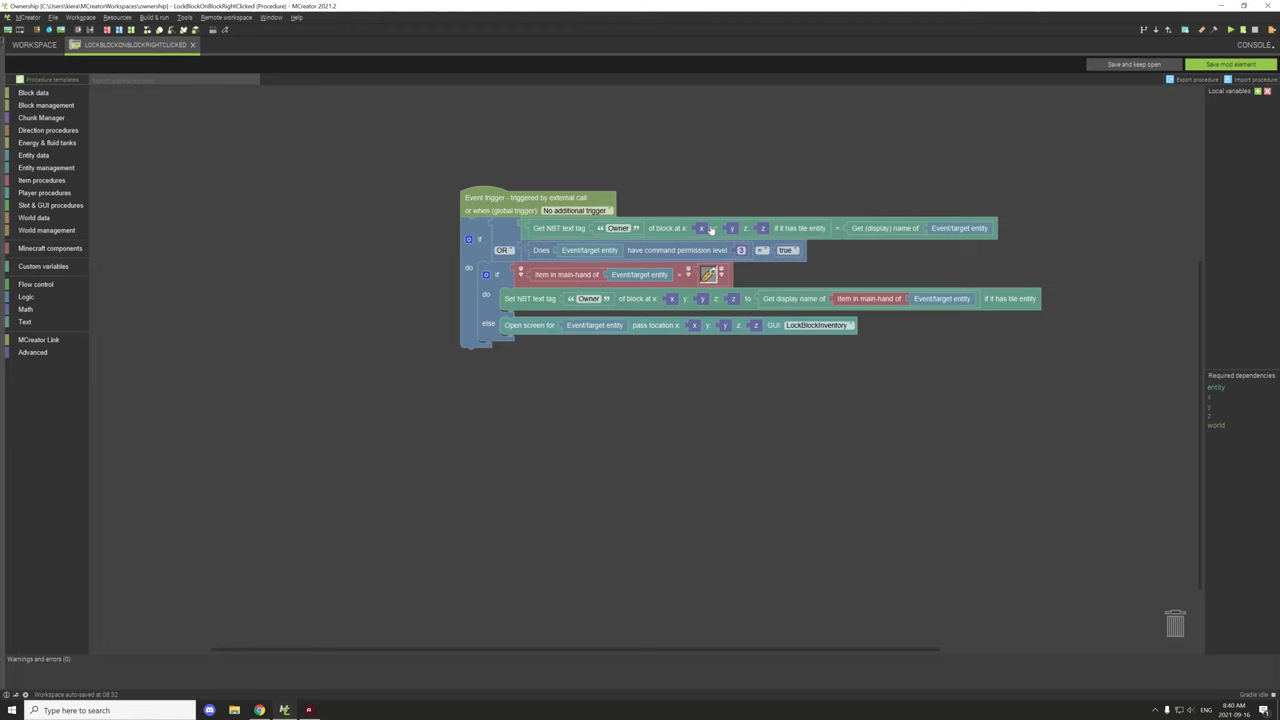 Ownership [C:\Users\kiera\MCreatorWorkspaces\ownership] - LockBlockOnBlockRightClicked (Procedure) - MCreator 2021.2
MCreator File Workspace Resources Build & run Tools Remote workspace Window Help
WORKSPACE LOCKBLOCKONBLOCKRIGHTCLICKED CONSOLE
Save and keep open Save mod element
Procedure templates Export procedure Import procedure
Block data Local variables
Block management
Chunk Manager
Direction procedures
Energy & fluid tanks
Entity data
Entity management
Item procedures
Player procedures
Slot & GUI procedures
World data
World management
Minecraft components
Custom variables
Flow control
Logic
Math
Text
MCreator Link
Advanced
Event trigger - triggered by external call
or when (global trigger): No additional trigger
if OR Get NBT text tag “ Owner ” of block at x: x y: y z: z if it has tile entity = Get (display) name of Event/target entity
Does Event/target entity have command permission level 3 = true
do if Item in main-hand of Event/target entity =
do Set NBT text tag “ Owner ” of block at x: x y: y z: z to Get display name of Item in main-hand of Event/target entity if it has tile entity
else Open screen for Event/target entity pass location x: x y: y z: z GUI: LockBlockInventory
Required dependencies
entity
x
y
z
world
Warnings and errors (0):
Workspace auto-saved at 08:32 Gradle idle
Type here to search ENG 8:40 AM
2021-09-16